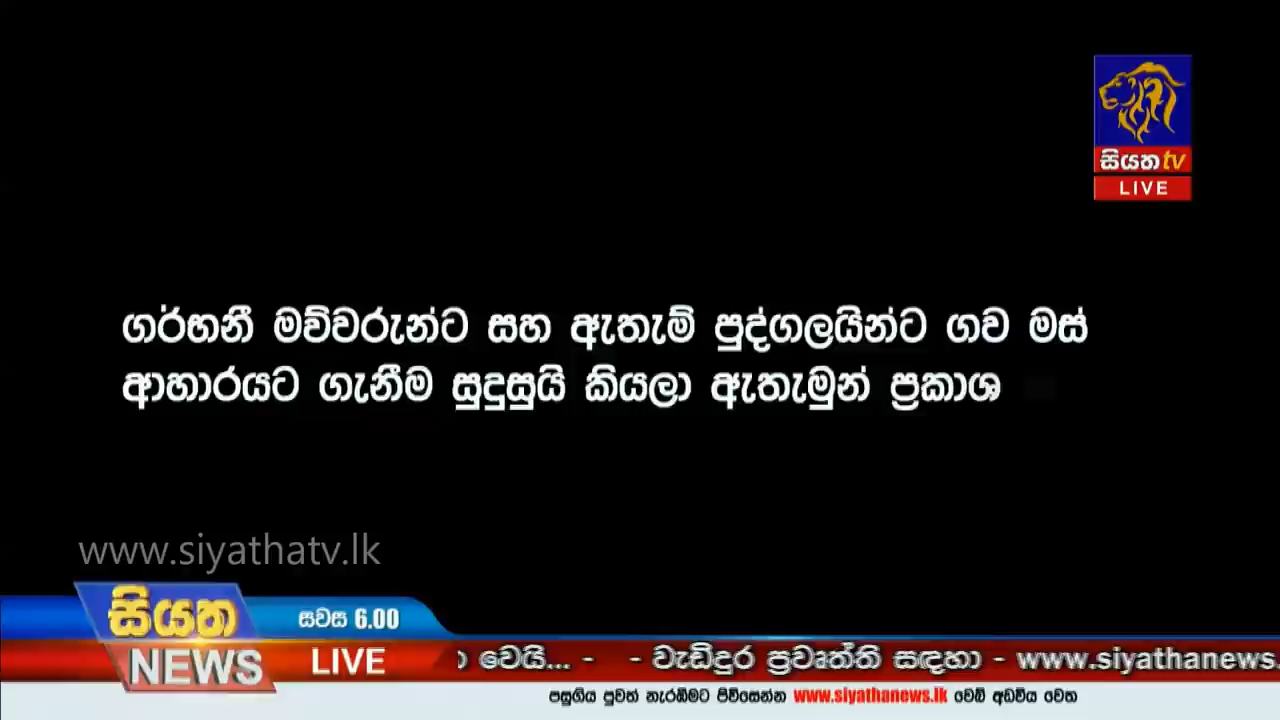 සියත tv
LIVE
ගර්භනී මව්වරුන්ට සහ ඇතැම් පුද්ගලයින්ට ගව මස්
ආහාරයට ගැනීම සුදුසුයි කියලා ඇතැමුන් ප්‍රකාශ
www.siyathatv.lk
සියත
NEWS
සවස 6.00
LIVE
වෙයි... - - වැඩිදුර ප්‍රවෘත්ති සඳහා - www.siyathanews.
පසුගිය පුවත් නැරඹීමට පිවිසෙන්න www.siyathanews.lk වෙබ් අඩවිය වෙත